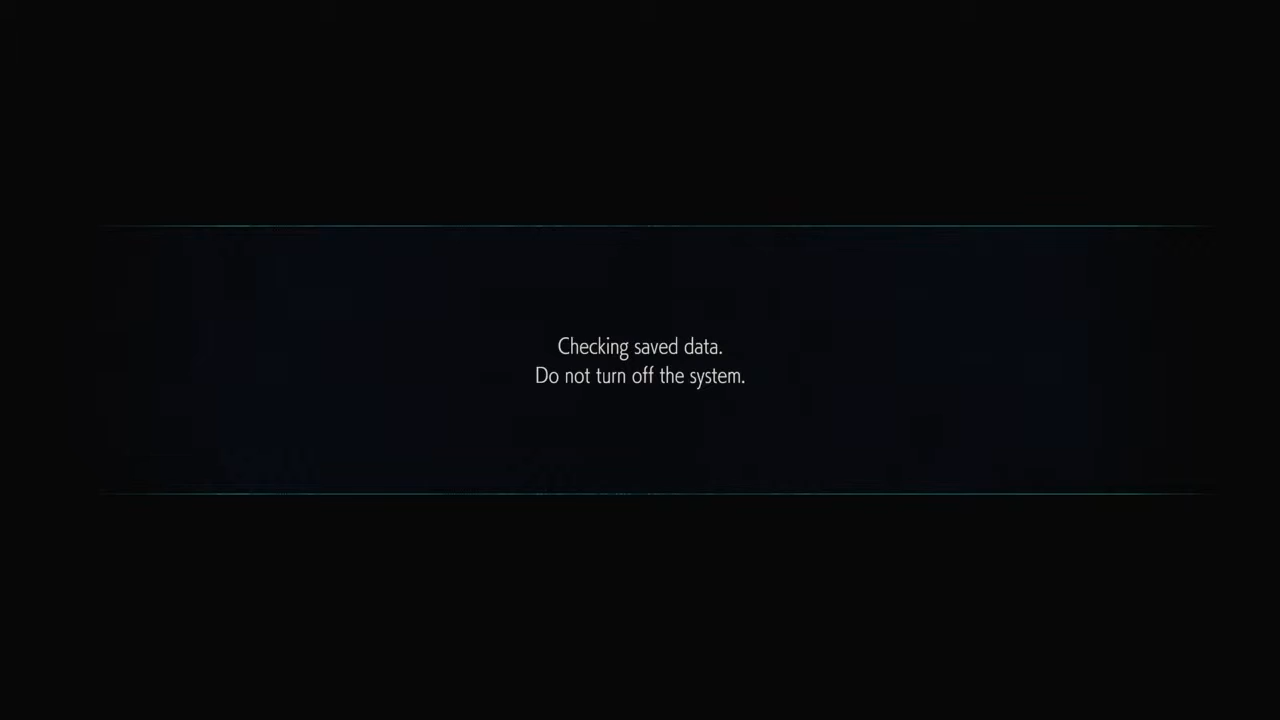 Checking saved data.
Do not turn off the system.